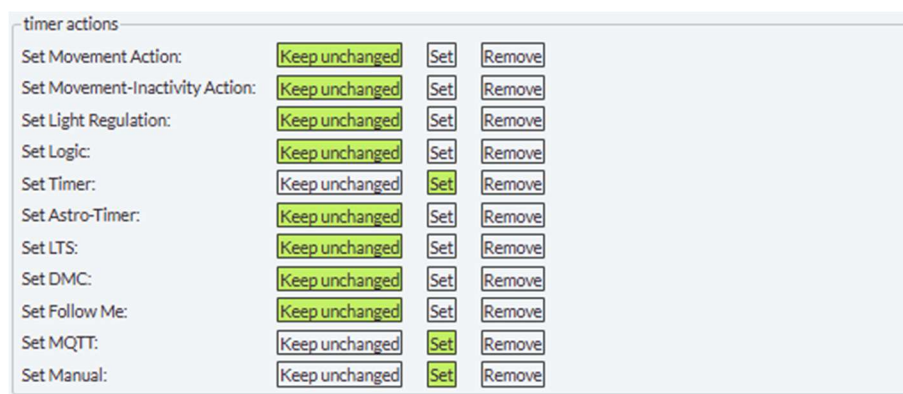 timer actions
Set Movement Action: Keep unchanged Set Remove
Set Movement-Inactivity Action: Keep unchanged Set Remove
Set Light Regulation: Keep unchanged Set Remove
Set Logic: Keep unchanged Set Remove
Set Timer: Keep unchanged Set Remove
Set Astro-Timer: Keep unchanged Set Remove
Set LTS: Keep unchanged Set Remove
Set DMC: Keep unchanged Set Remove
Set Follow Me: Keep unchanged Set Remove
Set MQTT: Keep unchanged Set Remove
Set Manual: Keep unchanged Set Remove